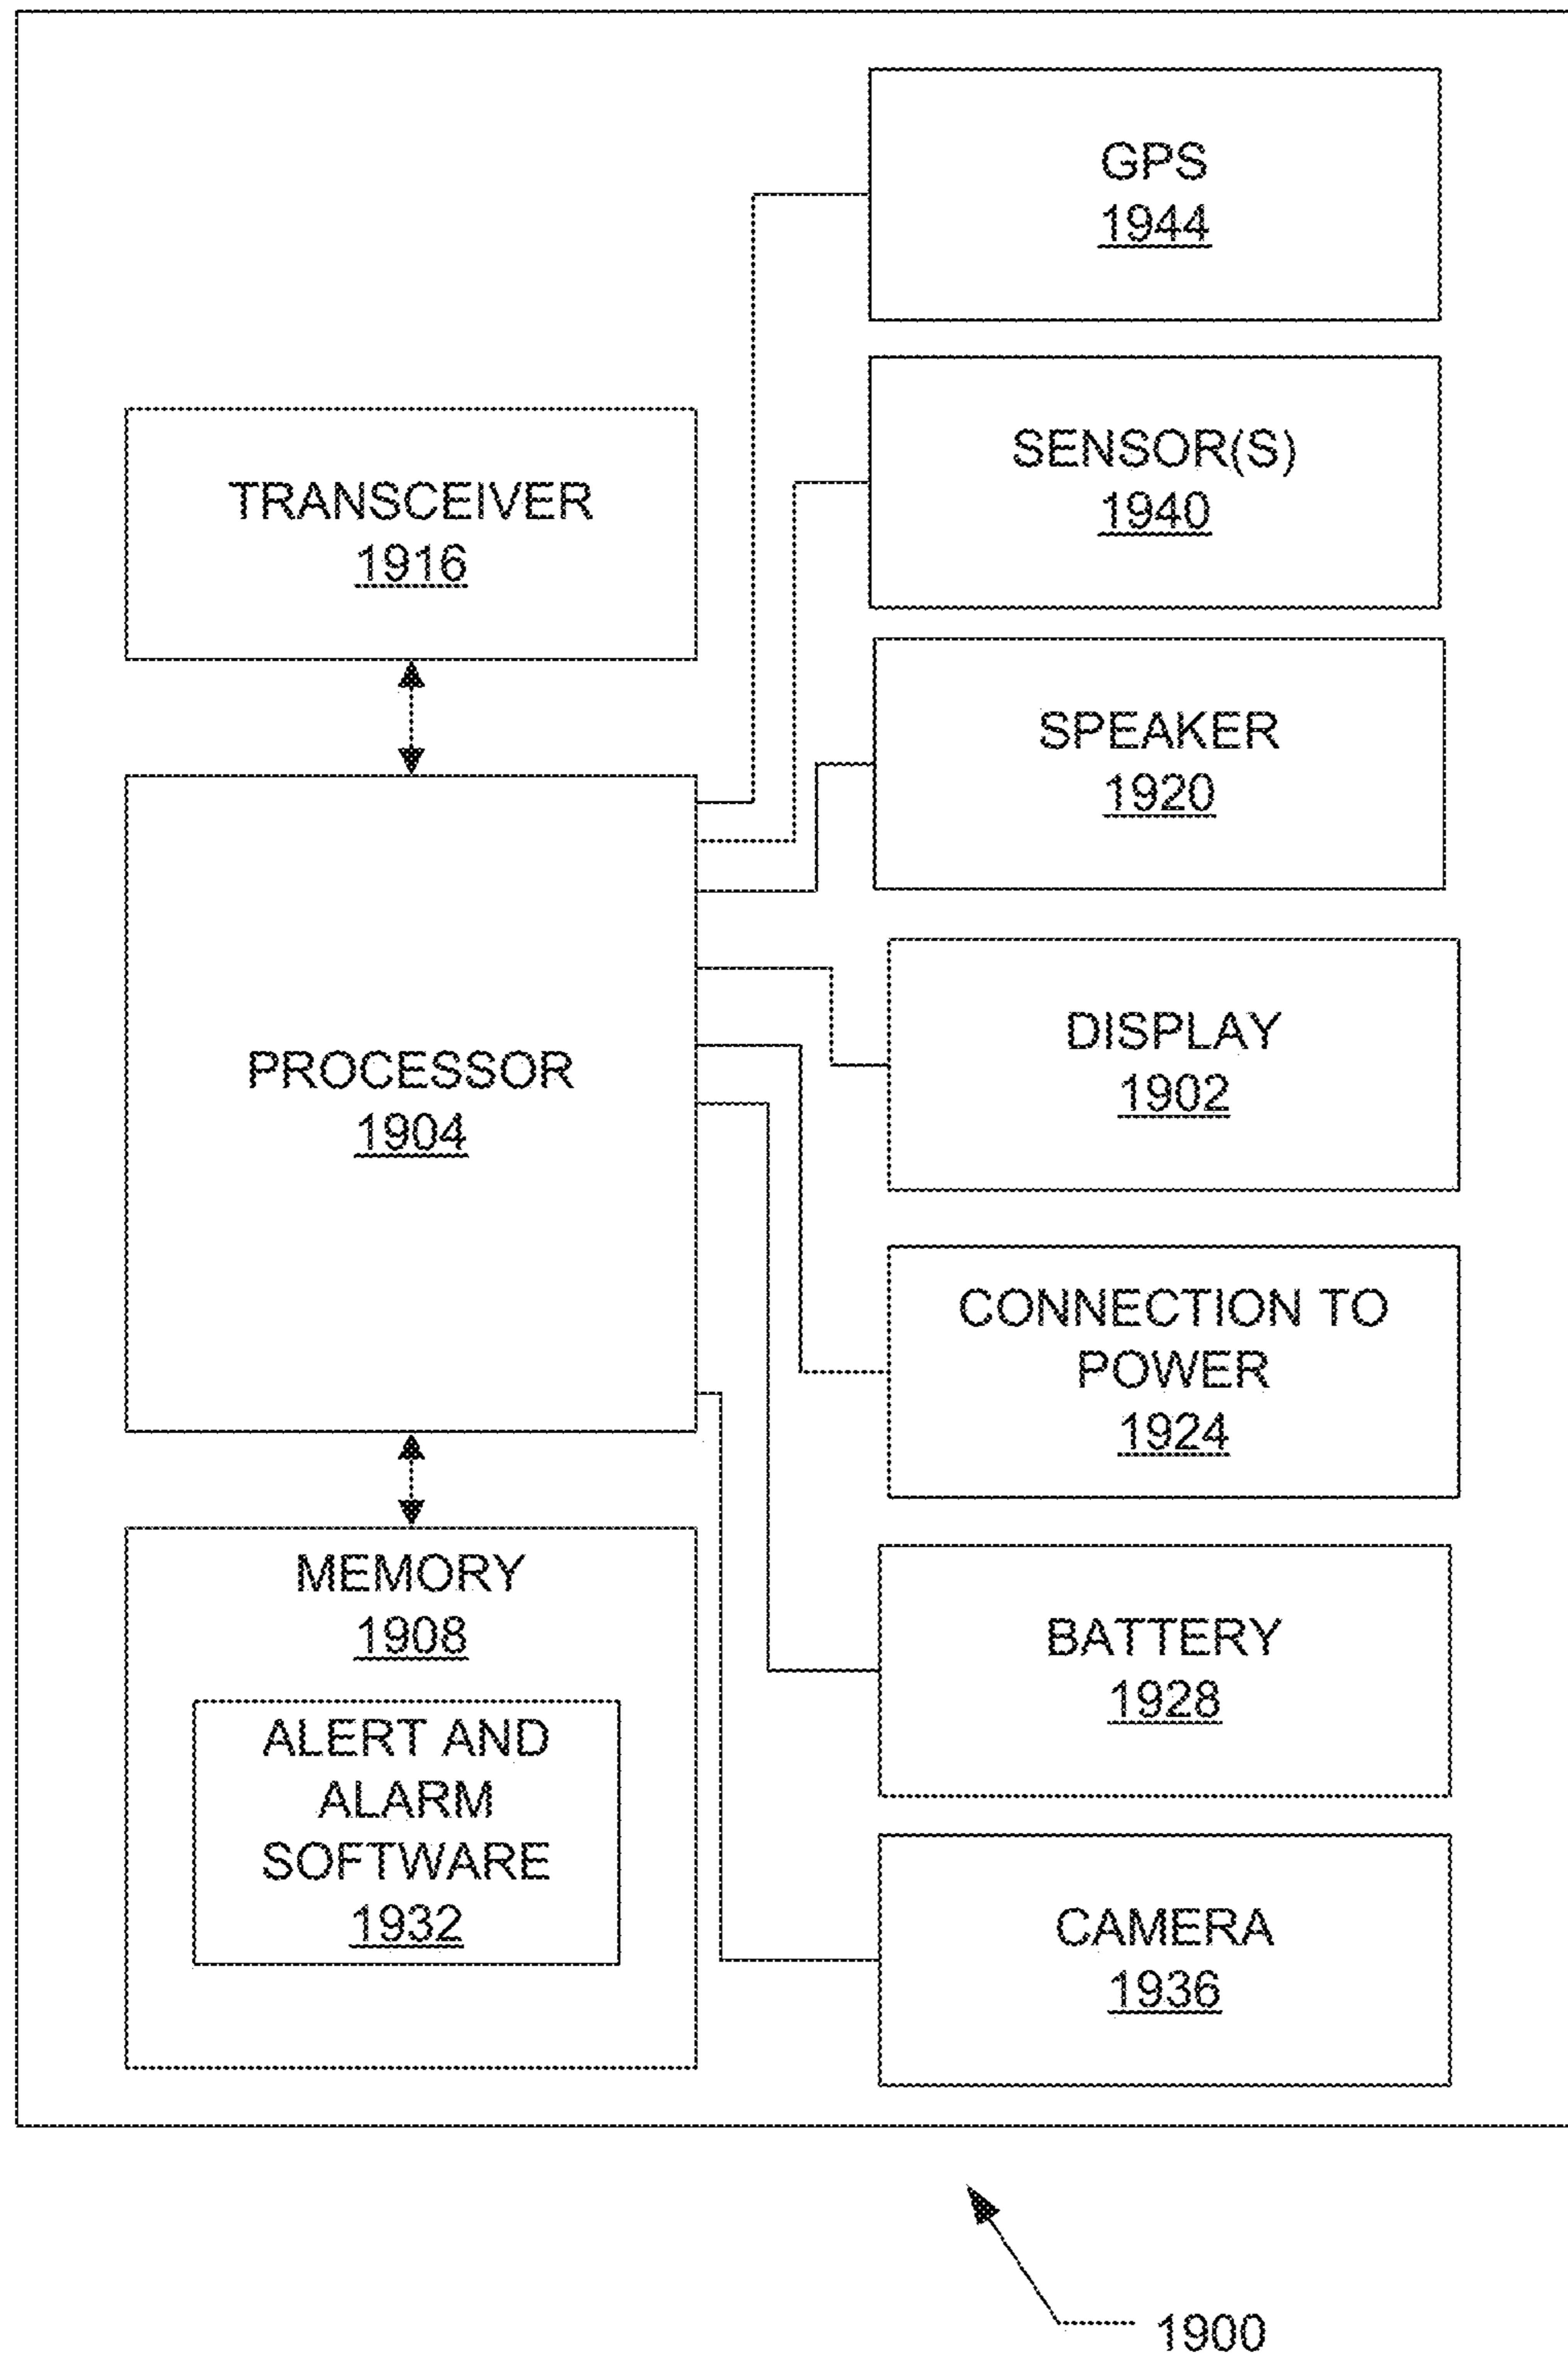 GPS
1944
SENSOR(S)
1940
TRANSCEIVER
1916
SPEAKER
1920
PROCESSOR
1904
DISPLAY
1902
CONNECTION TO
POWER
1924
MEMORY
1908
ALERT AND
ALARM
SOFTWARE
1932
BATTERY
1928
CAMERA
1936
1900